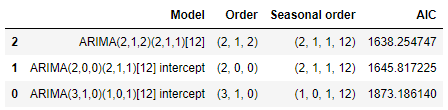 Model Order Seasonal order AIC
2 ARIMA(2,1,2)(2,1,1)[12] (2, 1, 2) (2, 1, 1, 12) 1638.254747
1 ARIMA(2,0,0)(2,1,1)[12] intercept (2, 0, 0) (2, 1, 1, 12) 1645.817225
0 ARIMA(3,1,0)(1,0,1)[12] intercept (3, 1, 0) (1, 0, 1, 12) 1873.186140